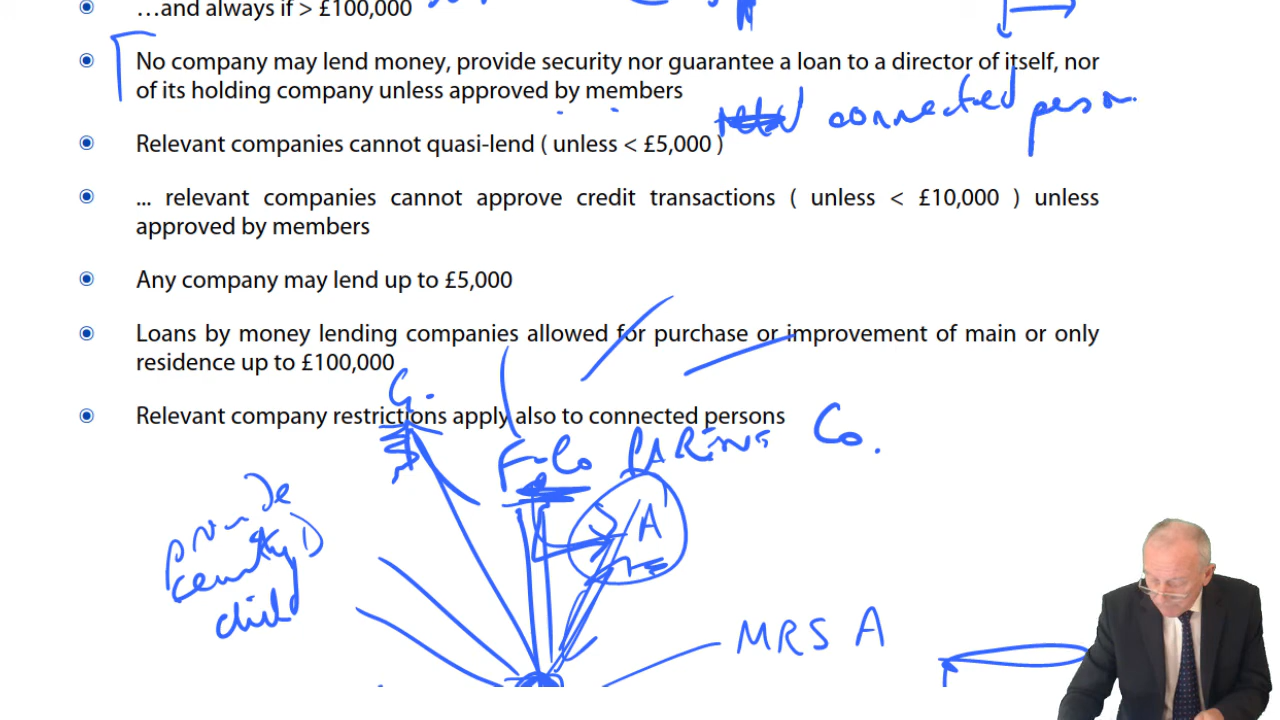 …and always if > £100,000
No company may lend money, provide security nor guarantee a loan to a director of itself, nor
of its holding company unless approved by members
connected person
Relevant companies cannot quasi-lend ( unless < £5,000 )
... relevant companies cannot approve credit transactions ( unless < £10,000 ) unless
approved by members
Any company may lend up to £5,000
Loans by money lending companies allowed for purchase or improvement of main or only
residence up to £100,000
G.
Relevant company restrictions apply also to connected persons
Co.
A
child
MRS A